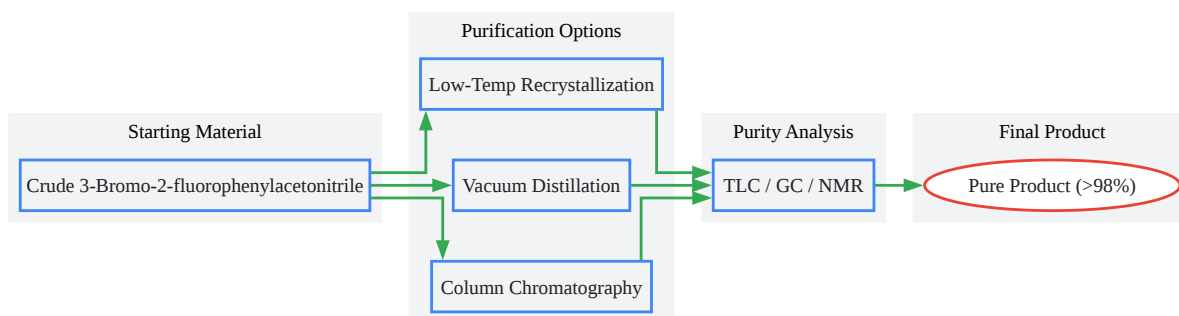 Purification Options
Low-Temp Recrystallization
Starting Material
Crude 3-Bromo-2-fluorophenylacetonitrile
Vacuum Distillation
Column Chromatography
Purity Analysis
TLC / GC / NMR
Final Product
Pure Product (>98%)